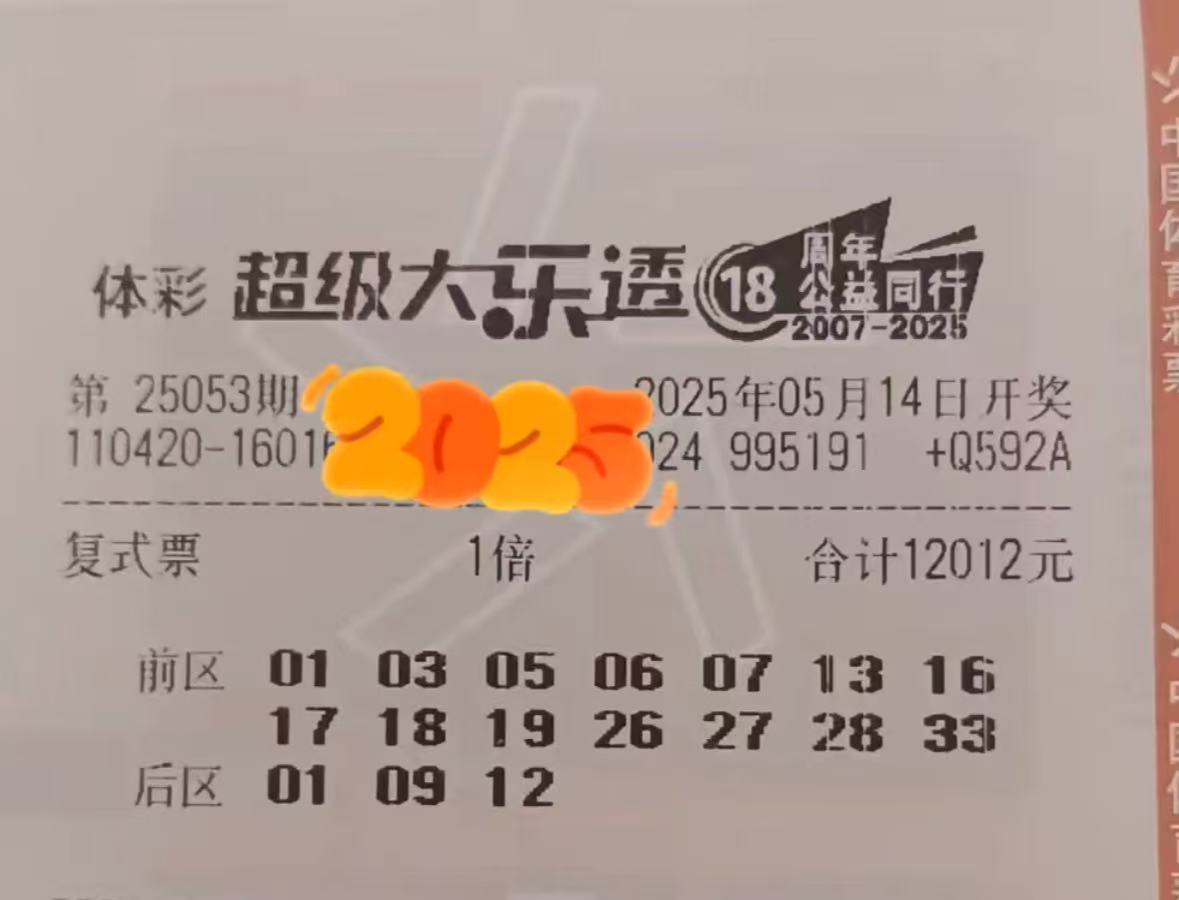 体彩 超级大乐透 18 周年 公益同行 2007-2025
第 25053期 2025年05月14日开奖
110420-16016 024 995191 +Q592A
2025
复式票 1倍 合计12012元
前区 01 03 05 06 07 13 16
17 18 19 26 27 28 33
后区 01 09 12
中国体育彩票
中国体育